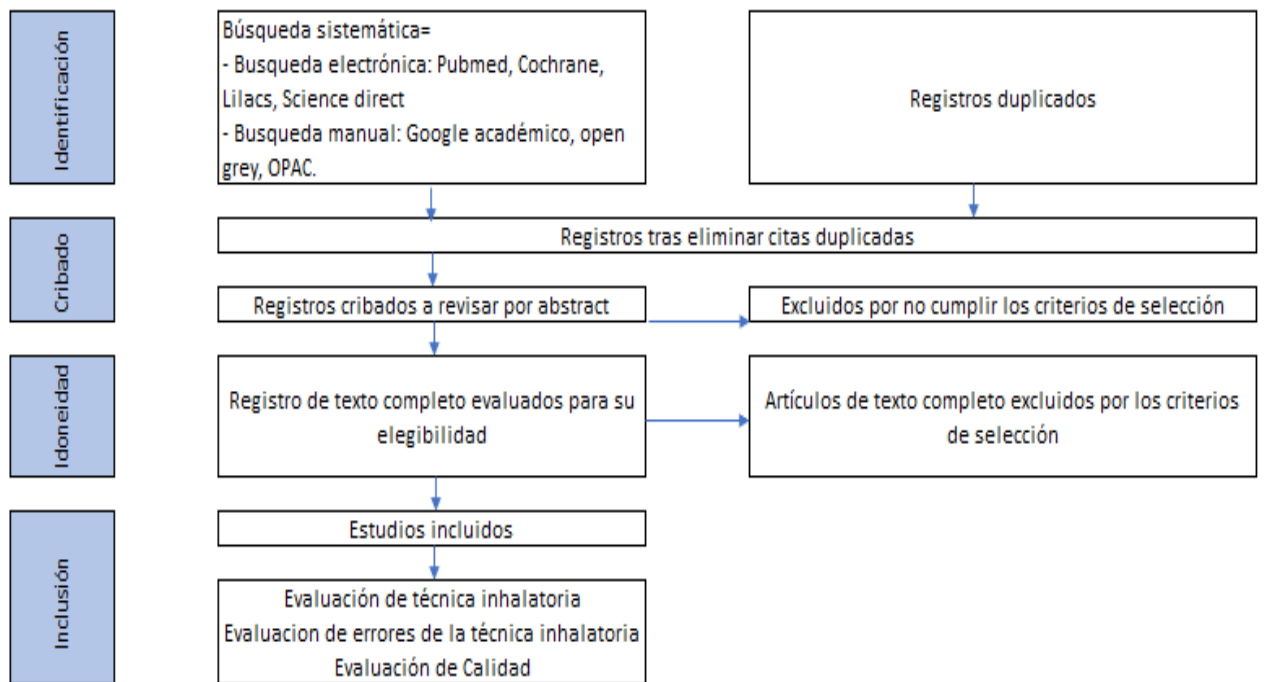 Identificación
Búsqueda sistemática=
- Busqueda electrónica: Pubmed, Cochrane,
Lilacs, Science direct
- Busqueda manual: Google académico, open
grey, OPAC.
Registros duplicados
Cribado
Registros tras eliminar citas duplicadas
Registros cribados a revisar por abstract
Excluidos por no cumplir los criterios de selección
Idoneidad
Registro de texto completo evaluados para su
elegibilidad
Artículos de texto completo excluidos por los criterios
de selección
Inclusión
Estudios incluidos
Evaluación de técnica inhalatoria
Evaluacion de errores de la técnica inhalatoria
Evaluación de Calidad